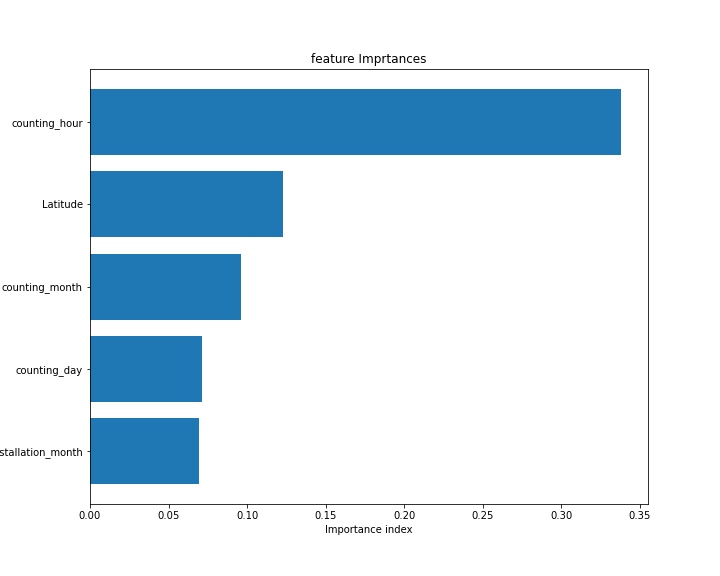 feature Imprtances
counting_hour
Latitude
counting_month
counting_day
stallation_month
0.00 0.05 0.10 0.15 0.20 0.25 0.30 0.35
Importance index